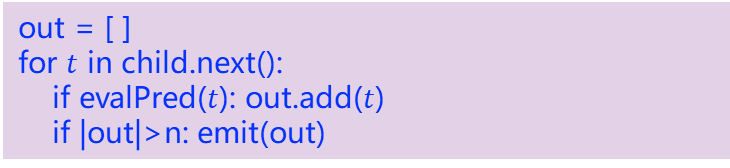 out = [ ]
for t in child.next():
if evalPred(t): out.add(t)
if |out|>n: emit(out)